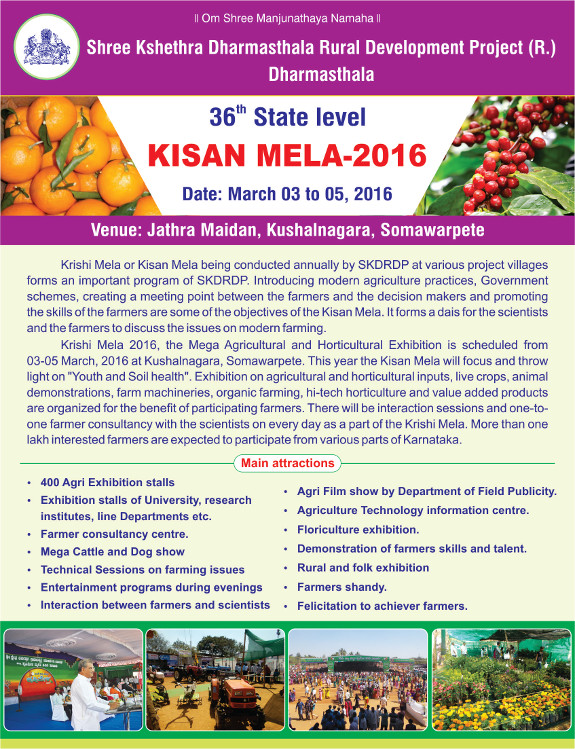 ॥ Om Shree Manjunathaya Namaha ॥
Shree Kshethra Dharmasthala Rural Development Project (R.)
Dharmasthala
36th State level
KISAN MELA-2016
Date: March 03 to 05, 2016
Venue: Jathra Maidan, Kushalnagara, Somawarpete
Krishi Mela or Kisan Mela being conducted annually by SKDRDP at various project villages
forms an important program of SKDRDP. Introducing modern agriculture practices, Government
schemes, creating a meeting point between the farmers and the decision makers and promoting
the skills of the farmers are some of the objectives of the Kisan Mela. It forms a dais for the scientists
and the farmers to discuss the issues on modern farming.
Krishi Mela 2016, the Mega Agricultural and Horticultural Exhibition is scheduled from
03-05 March, 2016 at Kushalnagara, Somawarpete. This year the Kisan Mela will focus and throw
light on "Youth and Soil health". Exhibition on agricultural and horticultural inputs, live crops, animal
demonstrations, farm machineries, organic farming, hi-tech horticulture and value added products
are organized for the benefit of participating farmers. There will be interaction sessions and one-to-
one farmer consultancy with the scientists on every day as a part of the Krishi Mela. More than one
lakh interested farmers are expected to participate from various parts of Karnataka.
Main attractions
• 400 Agri Exhibition stalls
• Exhibition stalls of University, research
institutes, line Departments etc.
• Farmer consultancy centre.
• Mega Cattle and Dog show
• Technical Sessions on farming issues
• Entertainment programs during evenings
• Interaction between farmers and scientists
• Agri Film show by Department of Field Publicity.
• Agriculture Technology information centre.
• Floriculture exhibition.
• Demonstration of farmers skills and talent.
• Rural and folk exhibition
• Farmers shandy.
• Felicitation to achiever farmers.